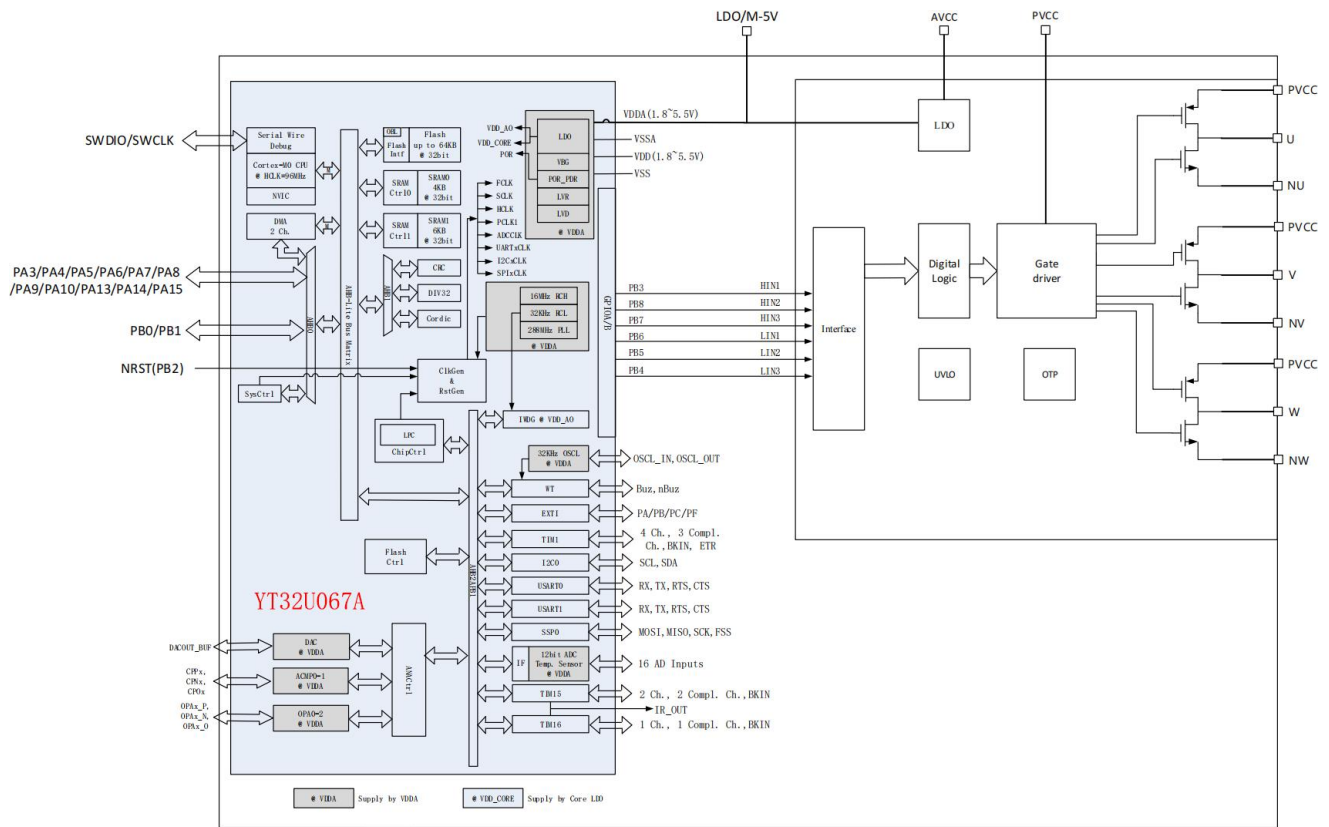 LDO/M-5V
AVCC
PVCC
SWDIO/SWCLK
PA3/PA4/PA5/PA6/PA7/PA8
/PA9/PA10/PA13/PA14/PA15
PB0/PB1
NRST(PB2)
Serial Wire
Debug
Cortex-M0 CPU
@ HCLK=96MHz
NVIC
DMA
2 Ch.
M
M
AHB-Lite Bus Matrix
AHB0
SysCtrl
OBL
Flash
Intf
Flash
up to 64KB
@ 32bit
SRAM
Ctrl0
SRAM0
4KB
@ 32bit
SRAM
Ctrl1
SRAM1
6KB
@ 32bit
AHB1
CRC
DIV32
Cordic
ClkGen
&
RstGen
LPC
ChipCtrl
VDD_AO
VDD_CORE
POR
LDO
VBG
POR_PDR
LVR
LVD
@ VDDA
FCLK
SCLK
HCLK
PCLK1
ADCCLK
UARTxCLK
I2CxCLK
SPIxCLK
16MHz RCH
32KHz RCL
288MHz PLL
@ VDDA
VDDA(1.8~5.5V)
VSSA
VDD(1.8~5.5V)
VSS
GPIOA/B
PB3 HIN1
PB8 HIN2
PB7 HIN3
PB6 LIN1
PB5 LIN2
PB4 LIN3
IWDG @ VDD_AO
32KHz OSCL
@ VDDA
OSCL_IN,OSCL_OUT
WT
Buz,nBuz
EXTI
PA/PB/PC/PF
TIM1
4 Ch., 3 Compl.
Ch.,BKIN, ETR
I2C0
SCL,SDA
USART0
RX,TX,RTS,CTS
USART1
RX,TX,RTS,CTS
SSP0
MOSI,MISO,SCK,FSS
IF
12bit ADC
Temp. Sensor
@ VDDA
16 AD Inputs
TIM15
2 Ch., 2 Compl. Ch.,BKIN
IR_OUT
TIM16
1 Ch., 1 Compl. Ch.,BKIN
Flash
Ctrl
AHB2APB1
YT32U067A
DACOUT_BUF
DAC
@ VDDA
CPPx,
CPNx,
CPOx
ACMP0-1
@ VDDA
OPAx_P,
OPAx_N,
OPAx_O
OPA0-2
@ VDDA
ANACtrl
@ VDDA
Supply by VDDA
@ VDD_CORE
Supply by Core LDO
LDO
Interface
Digital
Logic
Gate
driver
UVLO
OTP
PVCC
U
NU
PVCC
V
NV
PVCC
W
NW